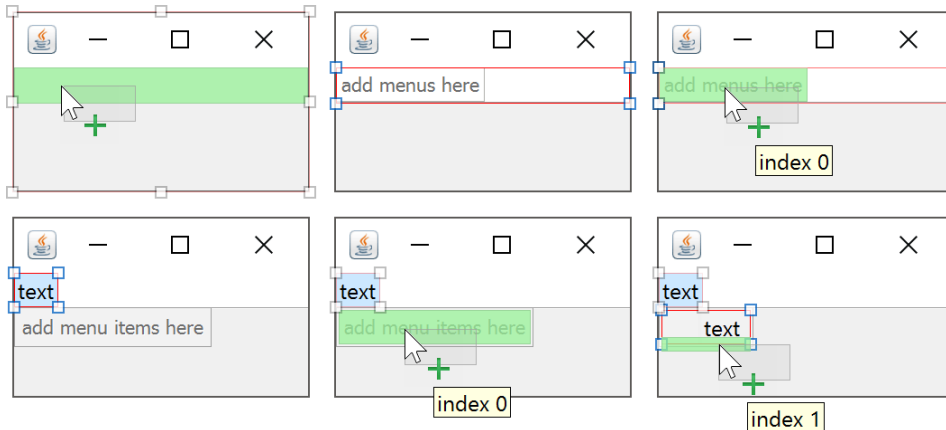 add menus here
add menus here
index 0
text
add menu items here
text
add menu items here
index 0
text
text
index 1